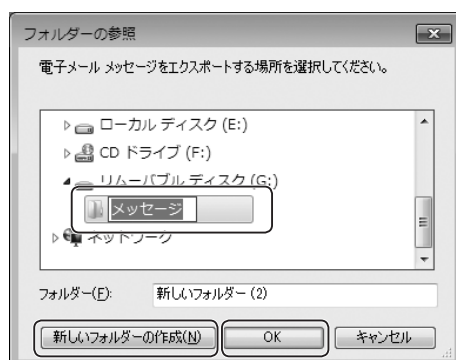 フォルダーの参照
電子メール メッセージをエクスポートする場所を選択してください。
ローカル ディスク (E:)
CD ドライブ (F:)
リムーバブル ディスク (G:)
メッセージ
ネットワーク
フォルダー(F): 新しいフォルダー (2)
新しいフォルダーの作成(N) OK キャンセル